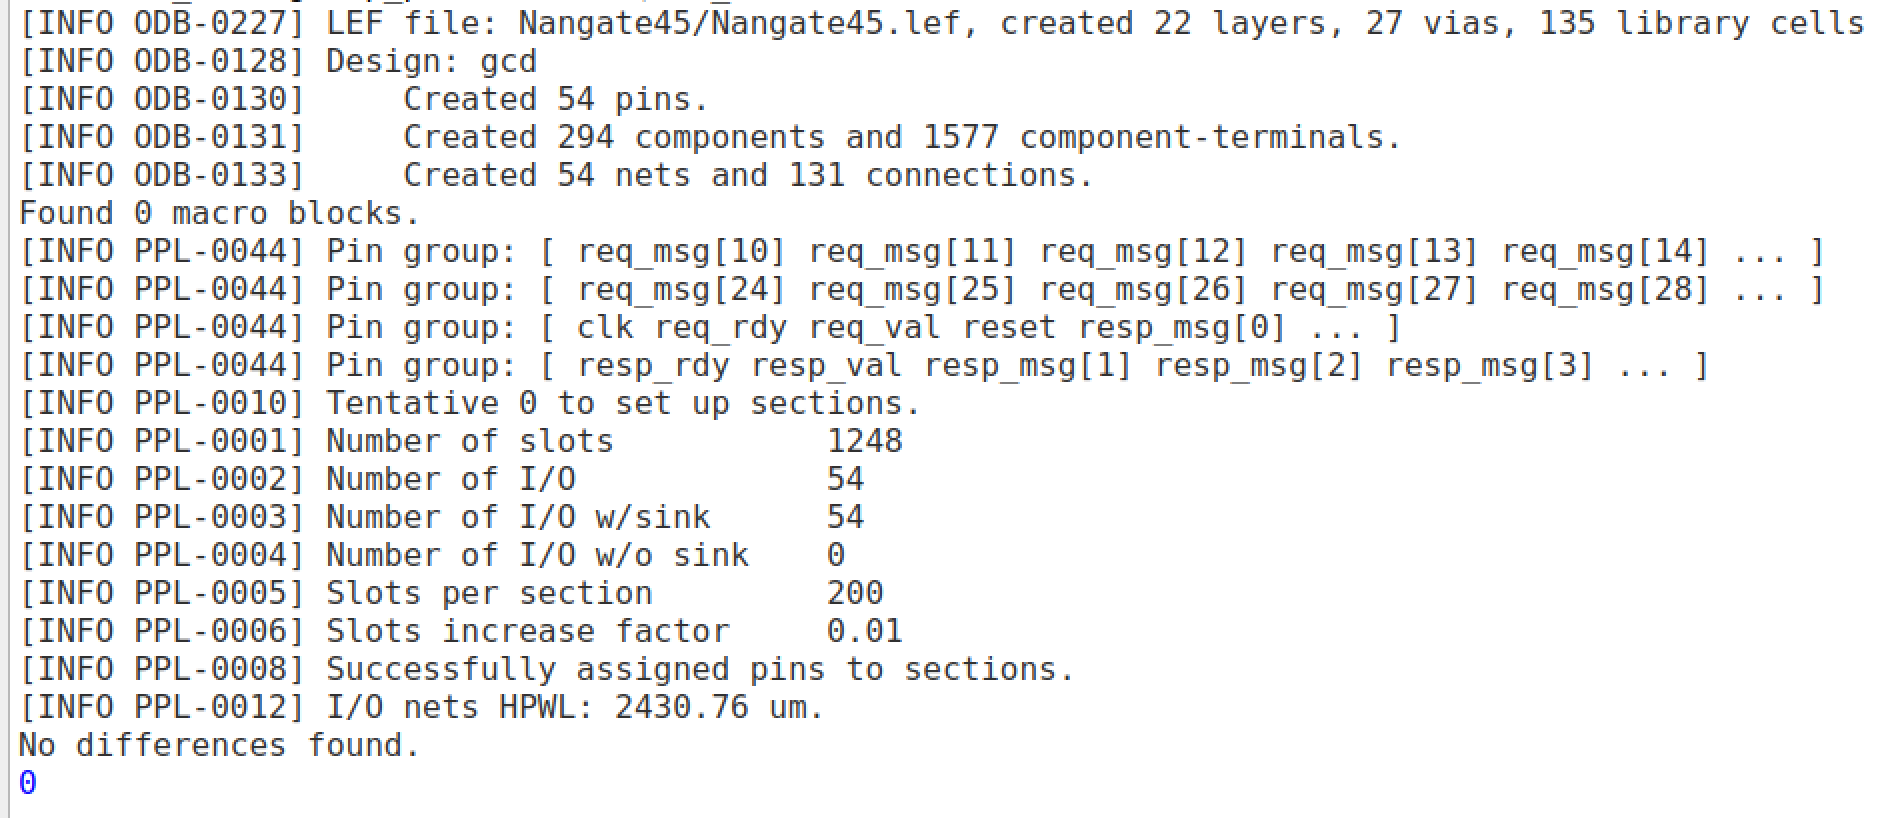 [INFO ODB-0227] LEF file: Nangate45/Nangate45.lef, created 22 layers, 27 vias, 135 library cells
[INFO ODB-0128] Design: gcd
[INFO ODB-0130]     Created 54 pins.
[INFO ODB-0131]     Created 294 components and 1577 component-terminals.
[INFO ODB-0133]     Created 54 nets and 131 connections.
Found 0 macro blocks.
[INFO PPL-0044] Pin group: [ req_msg[10] req_msg[11] req_msg[12] req_msg[13] req_msg[14] ... ]
[INFO PPL-0044] Pin group: [ req_msg[24] req_msg[25] req_msg[26] req_msg[27] req_msg[28] ... ]
[INFO PPL-0044] Pin group: [ clk req_rdy req_val reset resp_msg[0] ... ]
[INFO PPL-0044] Pin group: [ resp_rdy resp_val resp_msg[1] resp_msg[2] resp_msg[3] ... ]
[INFO PPL-0010] Tentative 0 to set up sections.
[INFO PPL-0001] Number of slots           1248
[INFO PPL-0002] Number of I/O             54
[INFO PPL-0003] Number of I/O w/sink      54
[INFO PPL-0004] Number of I/O w/o sink    0
[INFO PPL-0005] Slots per section         200
[INFO PPL-0006] Slots increase factor     0.01
[INFO PPL-0008] Successfully assigned pins to sections.
[INFO PPL-0012] I/O nets HPWL: 2430.76 um.
No differences found.
0